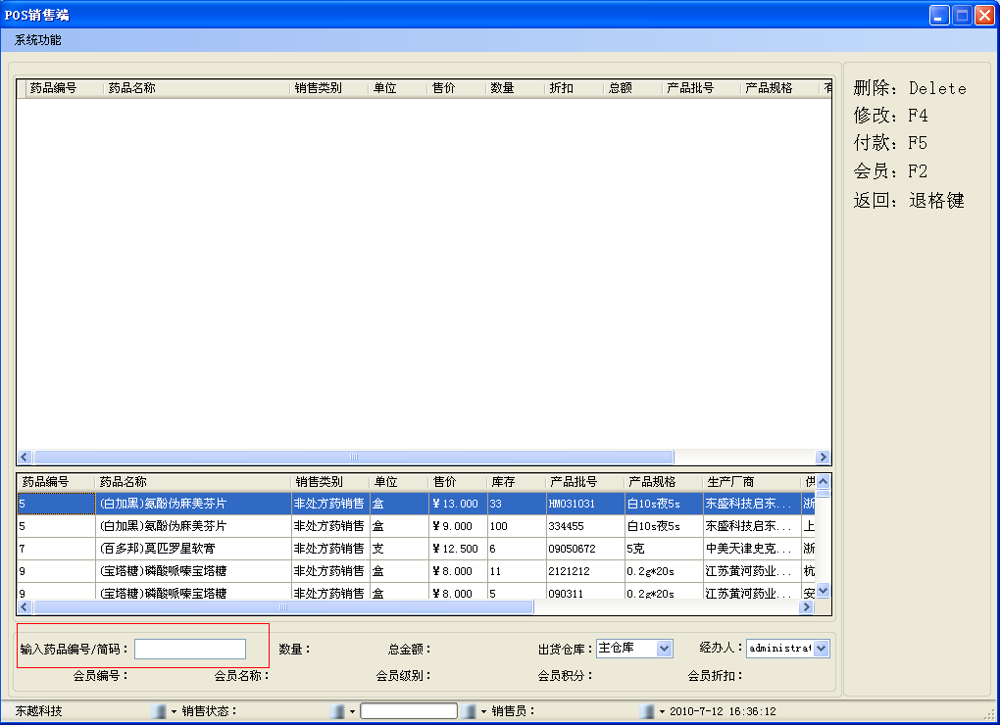 POS销售端
系统功能
药品编号 药品名称 销售类别 单位 售价 数量 折扣 总额 产品批号 产品规格
删除: Delete
修改: F4
付款: F5
会员: F2
返回: 退格键
药品编号 药品名称 销售类别 单位 售价 库存 产品批号 产品规格 生产厂商 供
5 (白加黑)氨酚伪麻美芬片 非处方药销售 盒 ¥13.000 33 HM031031 白10s夜5s 东盛科技启东... 浙
5 (白加黑)氨酚伪麻美芬片 非处方药销售 盒 ¥9.000 100 334455 白10s夜5s 东盛科技启东... 上
7 (百多邦)莫匹罗星软膏 非处方药销售 支 ¥12.500 6 09050672 5克 中美天津史克... 浙
9 (宝塔糖)磷酸哌嗪宝塔糖 非处方药销售 盒 ¥8.000 11 2121212 0.2g*20s 江苏黄河药业... 杭
9 (宝塔糖)磷酸哌嗪宝塔糖 非处方药销售 盒 ¥8.000 5 090311 0.2g*20s 江苏黄河药业... 安
输入药品编号/简码: 数量: 总金额: 出货仓库: 主仓库 经办人: administrat
会员编号: 会员名称: 会员级别: 会员积分: 会员折扣:
东越科技 销售状态: 销售员: 2010-7-12 16:36:12